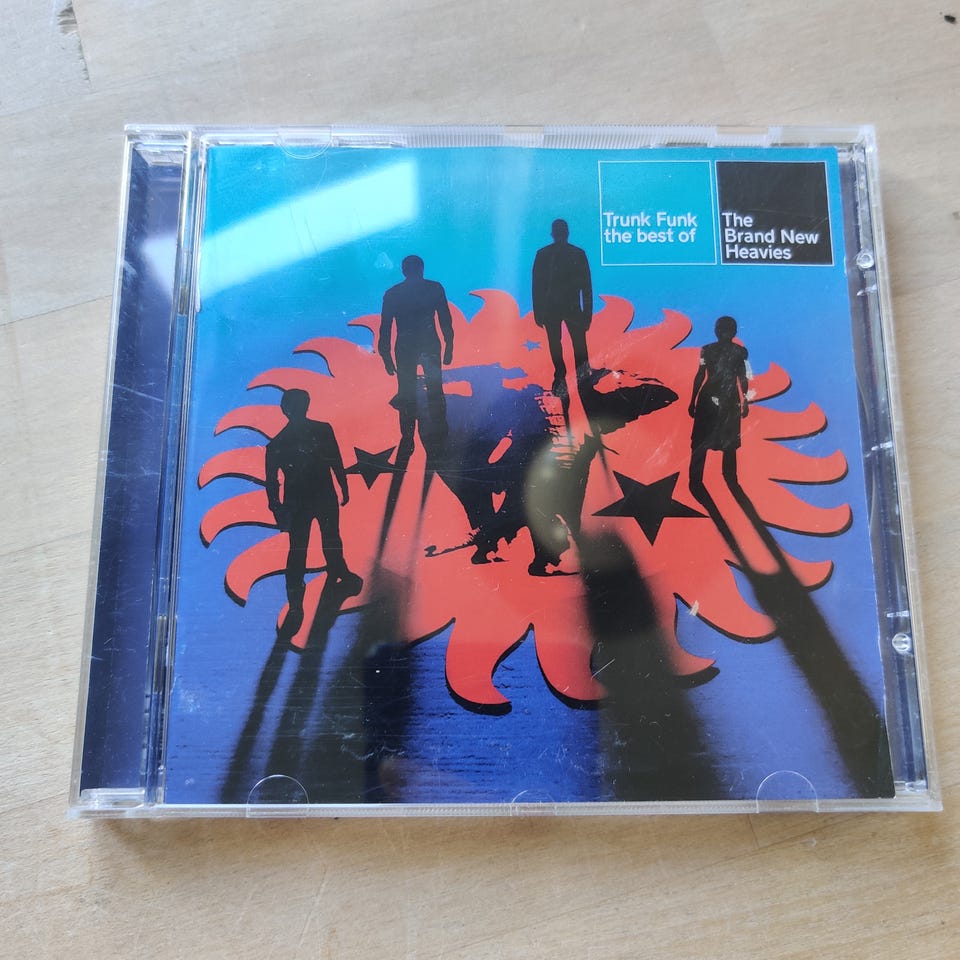 Trunk Funk
the best of
The
Brand New
Heavies